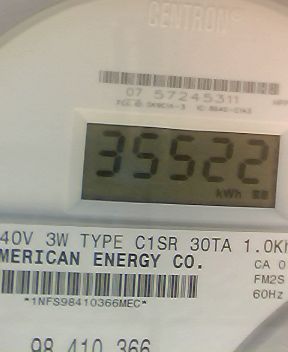 CENTRON®
07 57245311
35522
kWh
40V 3W TYPE C1SR 30TA 1.0Kh
MERICAN ENERGY CO.
CA 0
FM2S
60Hz
*1NFS98410366MEC*
98 410 366